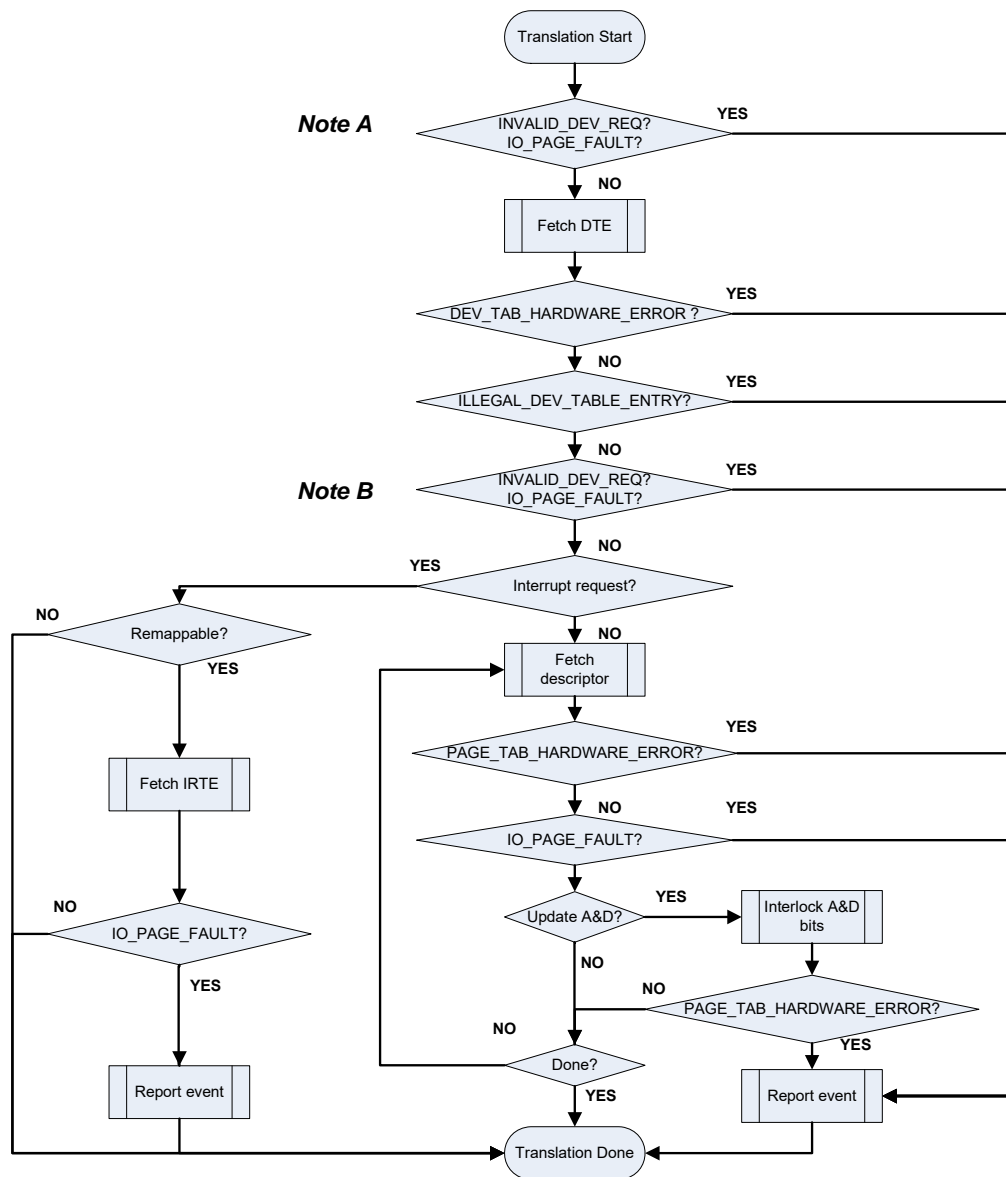 Translation Start
Note A
INVALID_DEV_REQ?
IO_PAGE_FAULT?
YES
NO
Fetch DTE
DEV_TAB_HARDWARE_ERROR ?
YES
NO
ILLEGAL_DEV_TABLE_ENTRY?
YES
NO
Note B
INVALID_DEV_REQ?
IO_PAGE_FAULT?
YES
NO
Interrupt request?
YES
NO
Remappable?
NO
YES
Fetch IRTE
IO_PAGE_FAULT?
NO
YES
Report event
Fetch
descriptor
PAGE_TAB_HARDWARE_ERROR?
YES
NO
IO_PAGE_FAULT?
YES
Update A&D?
YES
NO
Interlock A&D
bits
PAGE_TAB_HARDWARE_ERROR?
NO
YES
Done?
NO
YES
Report event
Translation Done